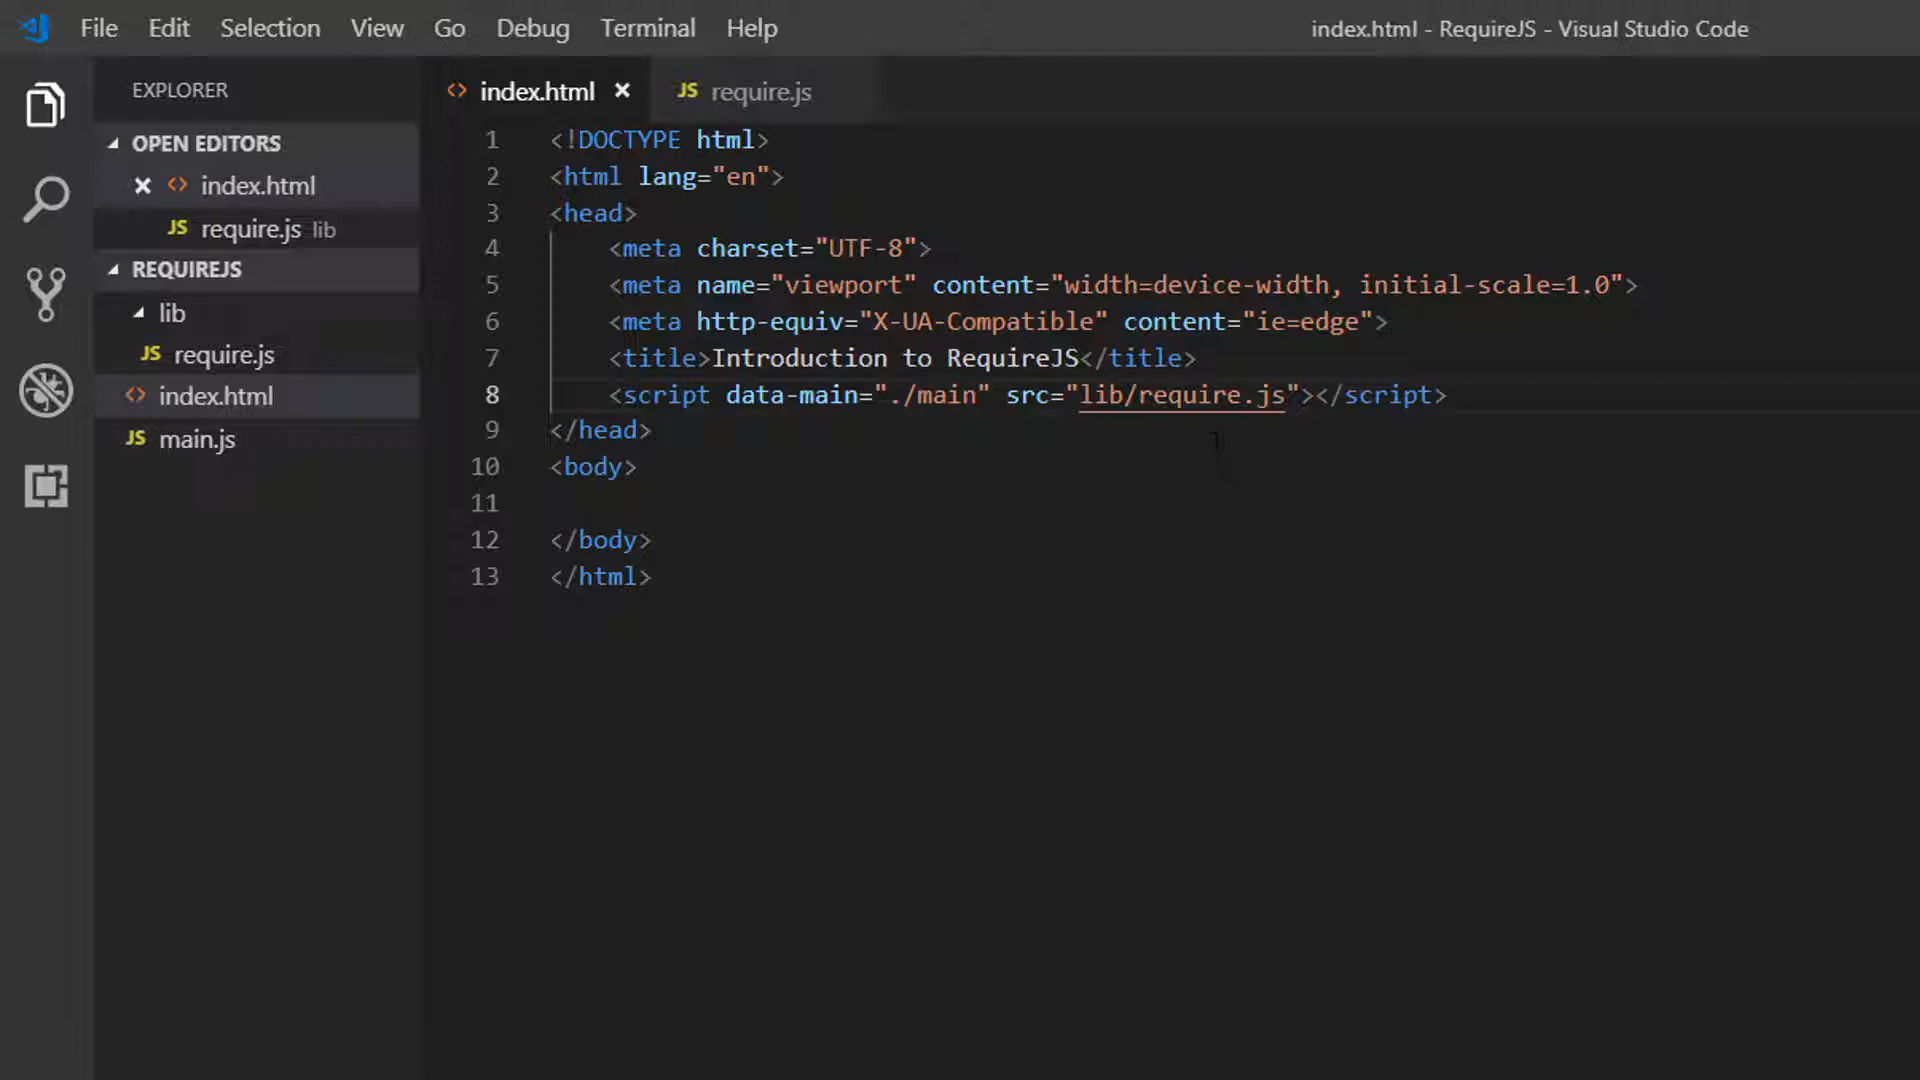 File Edit Selection View Go Debug Terminal Help index.html - RequireJS - Visual Studio Code
EXPLORER
OPEN EDITORS
index.html
JS require.js lib
REQUIREJS
lib
JS require.js
index.html
JS main.js
index.html JS require.js
1 <!DOCTYPE html>
2 <html lang="en">
3 <head>
4 <meta charset="UTF-8">
5 <meta name="viewport" content="width=device-width, initial-scale=1.0">
6 <meta http-equiv="X-UA-Compatible" content="ie=edge">
7 <title>Introduction to RequireJS</title>
8 <script data-main="./main" src="lib/require.js"></script>
9 </head>
10 <body>
11
12 </body>
13 </html>